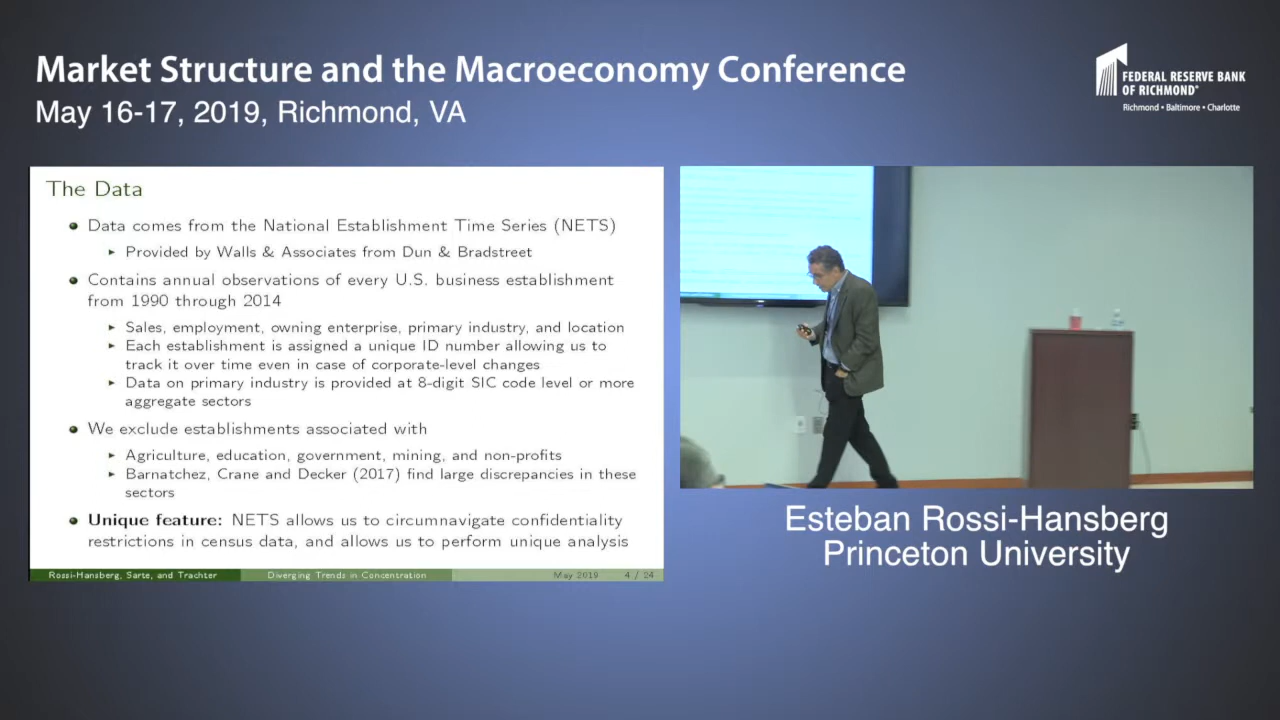 Market Structure and the Macroeconomy Conference
May 16-17, 2019, Richmond, VA
FEDERAL RESERVE BANK
OF RICHMOND®
Richmond • Baltimore • Charlotte
The Data
Data comes from the National Establishment Time Series (NETS)
Provided by Walls & Associates from Dun & Bradstreet
Contains annual observations of every U.S. business establishment
from 1990 through 2014
Sales, employment, owning enterprise, primary industry, and location
Each establishment is assigned a unique ID number allowing us to
track it over time even in case of corporate-level changes
Data on primary industry is provided at 8-digit SIC code level or more
aggregate sectors
We exclude establishments associated with
Agriculture, education, government, mining, and non-profits
Barnatchez, Crane and Decker (2017) find large discrepancies in these
sectors
Unique feature: NETS allows us to circumnavigate confidentiality
restrictions in census data, and allows us to perform unique analysis
Rossi-Hansberg, Sarte, and Trachter
Diverging Trends in Concentration
May 2019
4 / 24
Esteban Rossi-Hansberg
Princeton University